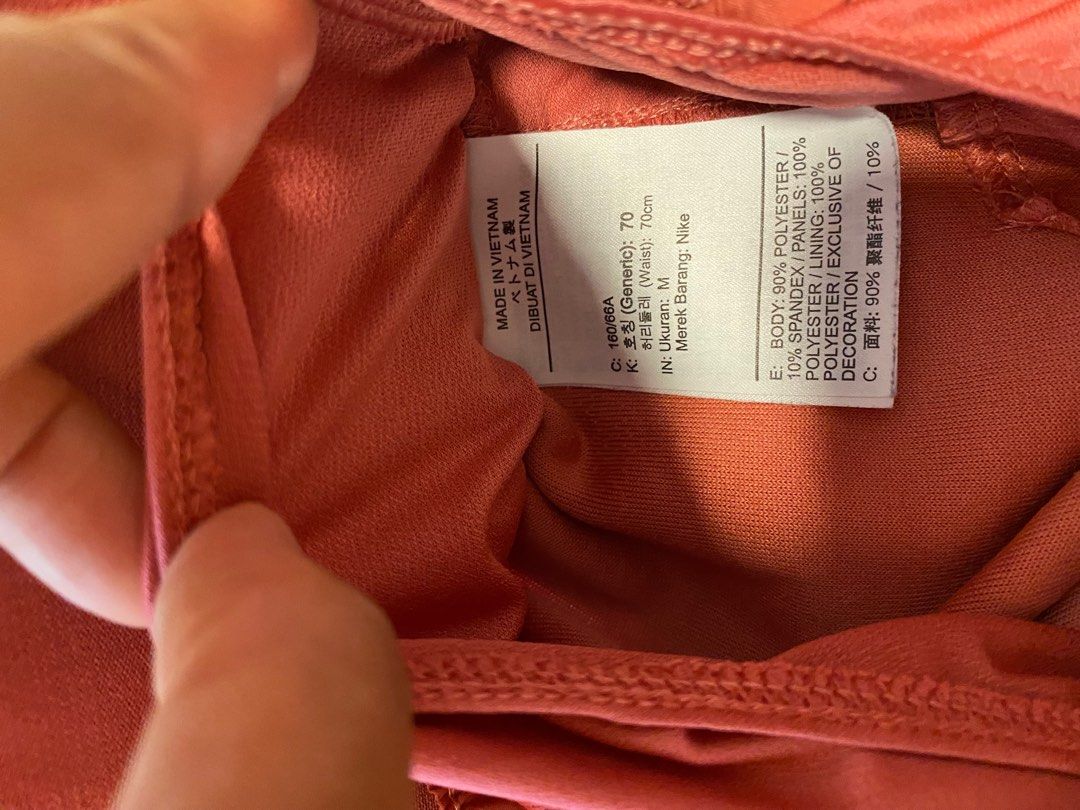 MADE IN VIETNAM
ベトナム製
DIBUAT DI VIETNAM
C: 160/66A
K: 호칭 (Generic): 70
허리둘레 (Waist): 70cm
IN: Ukuran: M
Merek Barang: Nike
E: BODY: 90% POLYESTER /
10% SPANDEX / PANELS: 100%
POLYESTER / LINING: 100%
POLYESTER / EXCLUSIVE OF
DECORATION
C: 面料: 90% 聚酯纤维 / 10%